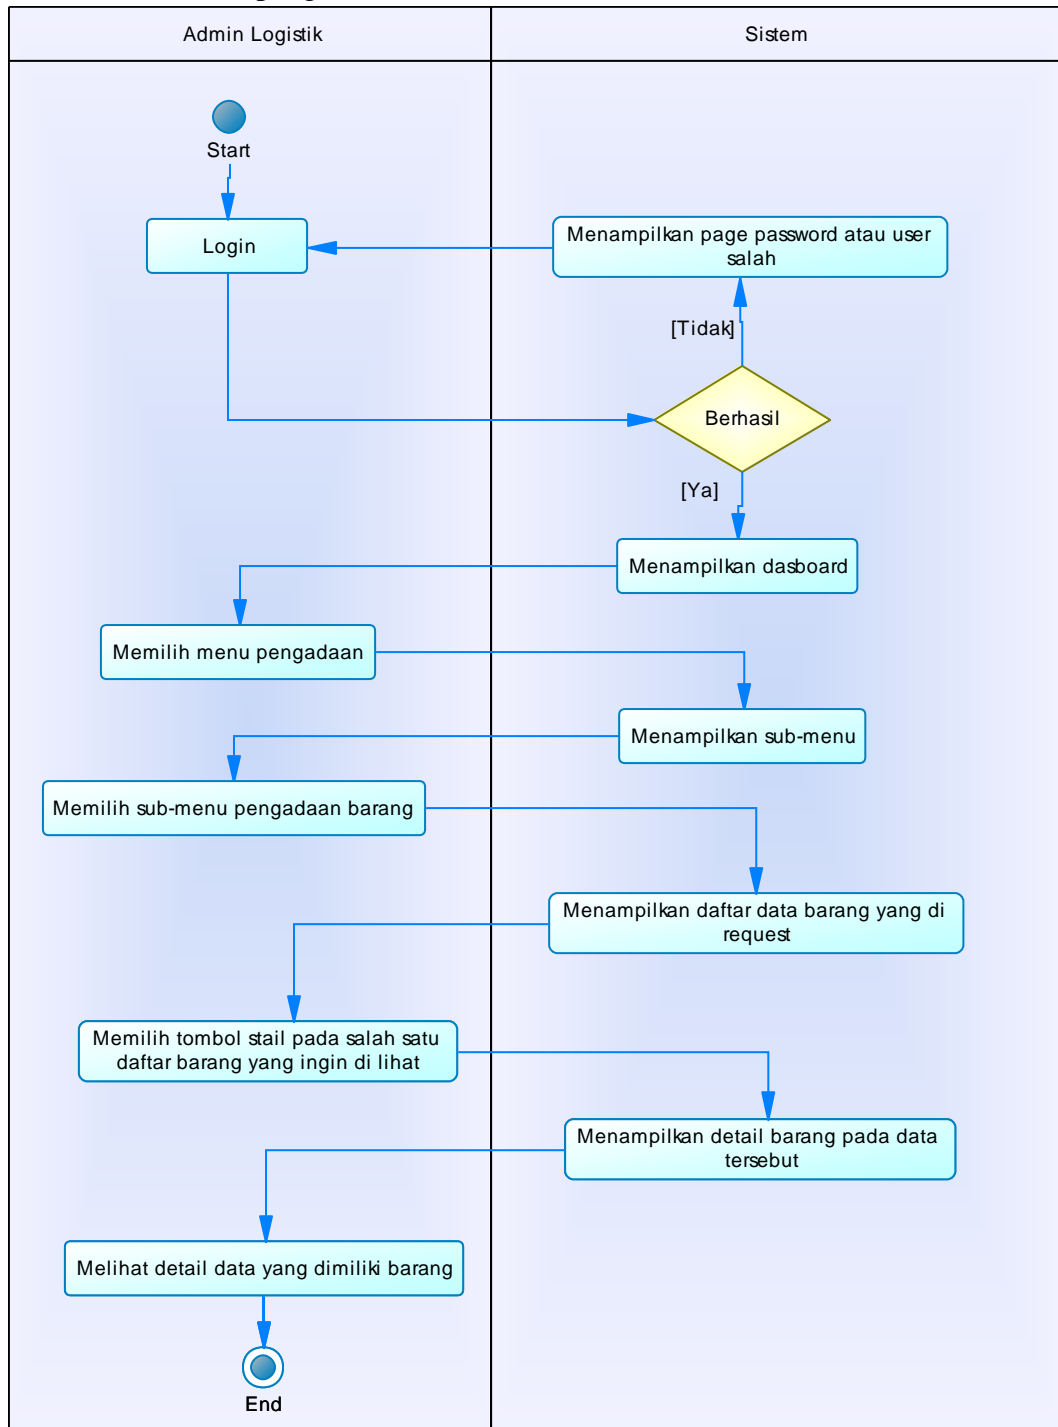 Admin Logistik
Sistem
Start
Login
Menampilkan page password atau user
salah
[Tidak]
Berhasil
[Ya]
Menampilkan dasboard
Memilih menu pengadaan
Menampilkan sub-menu
Memilih sub-menu pengadaan barang
Menampilkan daftar data barang yang di
request
Memilih tombol stail pada salah satu
daftar barang yang ingin di lihat
Menampilkan detail barang pada data
tersebut
Melihat detail data yang dimiliki barang
End